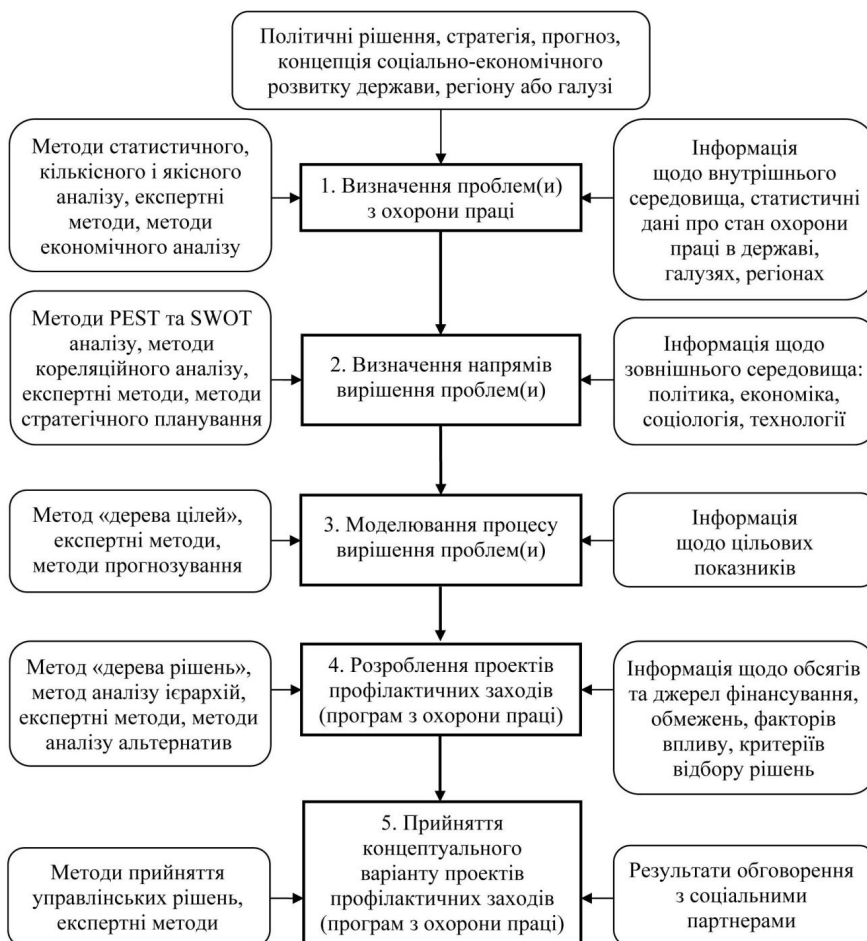 Політичні рішення, стратегія, прогноз,
концепція соціально-економічного
розвитку держави, регіону або галузі
Методи статистичного,
кількісного і якісного
аналізу, експертні
методи, методи
економічного аналізу
1. Визначення проблем(и)
з охорони праці
Інформація
щодо внутрішнього
середовища, статистичні
дані про стан охорони
праці в державі,
галузях, регіонах
Методи PEST та SWOT
аналізу, методи
кореляційного аналізу,
експертні методи, методи
стратегічного планування
2. Визначення напрямів
вирішення проблем(и)
Інформація щодо
зовнішнього середовища:
політика, економіка,
соціологія, технології
Метод «дерева цілей»,
експертні методи,
методи прогнозування
3. Моделювання процесу
вирішення проблем(и)
Інформація
щодо цільових
показників
Метод «дерева рішень»,
метод аналізу ієрархій,
експертні методи, методи
аналізу альтернатив
4. Розроблення проектів
профілактичних заходів
(програм з охорони праці)
Інформація щодо обсягів
та джерел фінансування,
обмежень, факторів
впливу, критеріїв
відбору рішень
Методи прийняття
управлінських рішень,
експертні методи
5. Прийняття
концептуального
варіанту проектів
профілактичних заходів
(програм з охорони праці)
Результати обговорення
з соціальними
партнерами